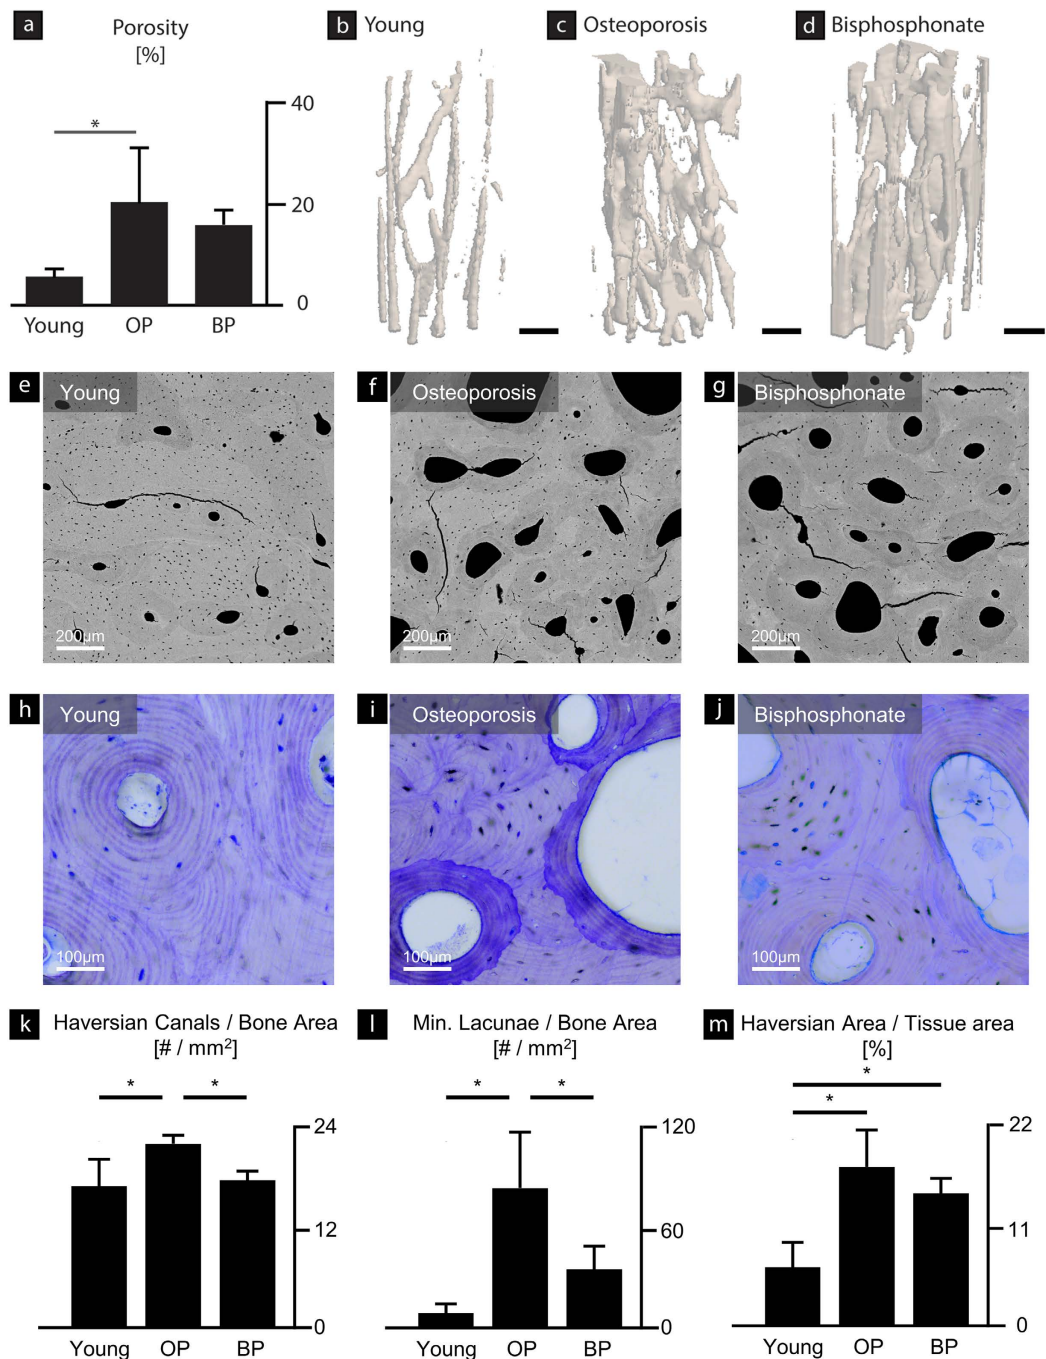 a Porosity
[%]
*
40
20
0
Young OP BP
b Young
c Osteoporosis
d Bisphosphonate
e Young
200µm
f Osteoporosis
200µm
g Bisphosphonate
200µm
h Young
100µm
i Osteoporosis
100µm
j Bisphosphonate
100µm
k Haversian Canals / Bone Area
[# / mm²]
* *
24
12
0
Young OP BP
l Min. Lacunae / Bone Area
[# / mm²]
* *
120
60
0
Young OP BP
m Haversian Area / Tissue area
[%]
*
*
22
11
0
Young OP BP